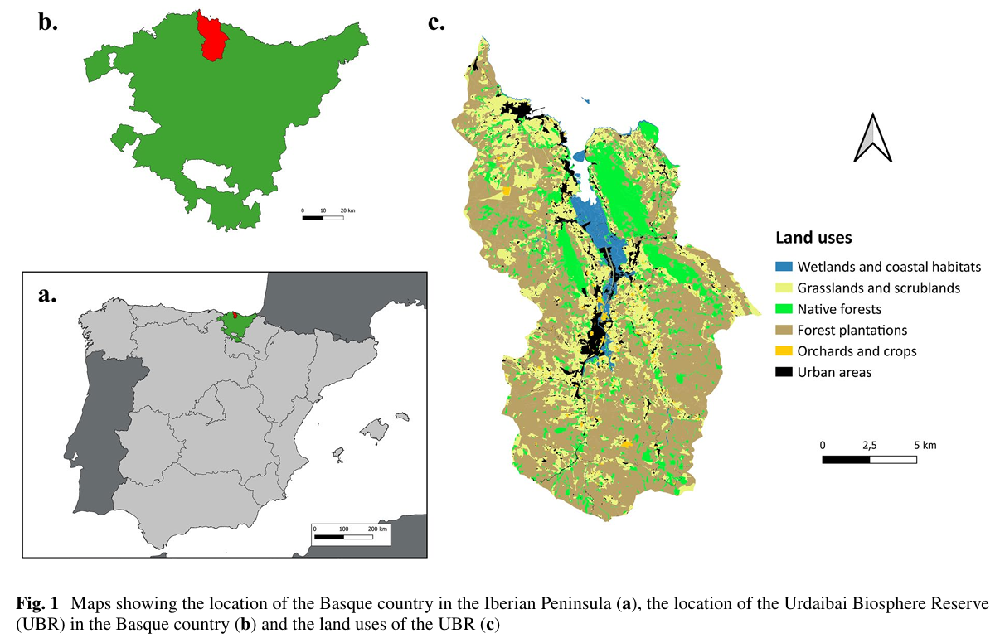 b.
0 10 20 km
a.
0 100 200 km
c.
Land uses
Wetlands and coastal habitats
Grasslands and scrublands
Native forests
Forest plantations
Orchards and crops
Urban areas
0 2,5 5 km
Fig. 1 Maps showing the location of the Basque country in the Iberian Peninsula (a), the location of the Urdaibai Biosphere Reserve
(UBR) in the Basque country (b) and the land uses of the UBR (c)